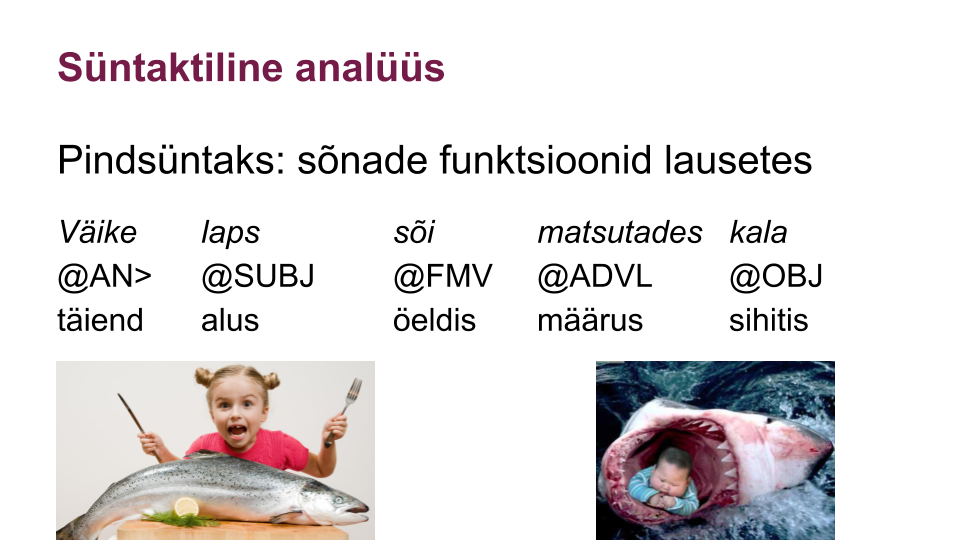 Süntaktiline analüüs
Pindsüntaks: sõnade funktsioonid lausetes
Väike laps sõi matsutades kala
@AN> @SUBJ @FMV @ADVL @OBJ
täiend alus öeldis määrus sihitis